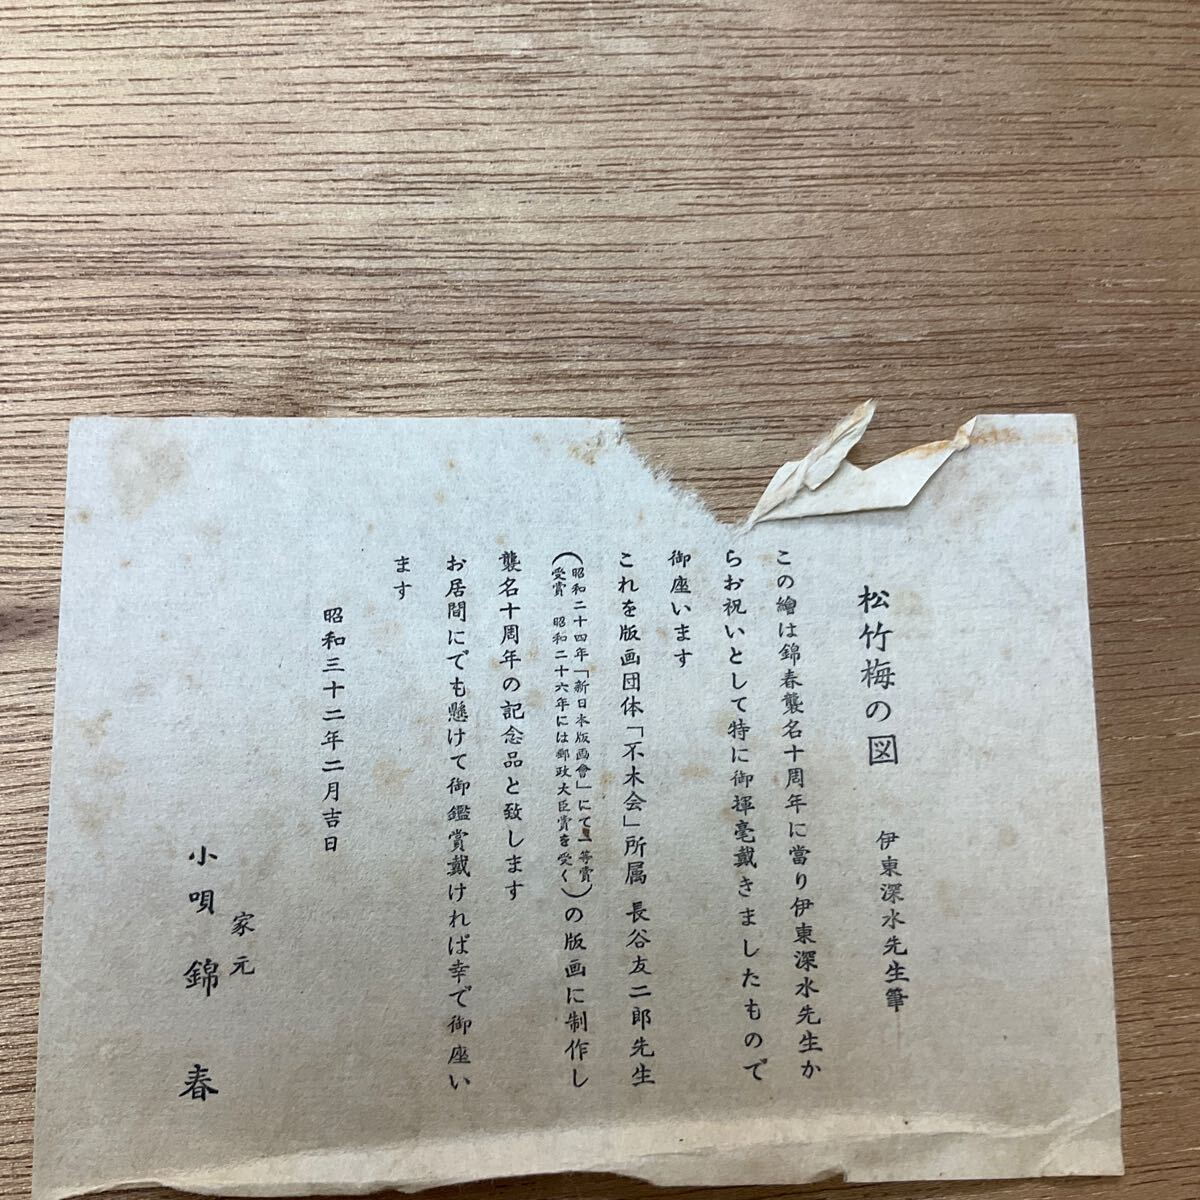 松竹梅の図　伊東深水先生筆
この繪は錦春襲名十周年に當り伊東深水先生か
らお祝いとして特に御揮毫戴きましたもので
御座います
これを版画団体「不木会」所属 長谷友二郎先生
(昭和二十四年「新日本版画會」にて一等賞
受賞　昭和二十六年には郵政大臣賞を受く)の版画に制作し
襲名十周年の記念品と致します
お居間にでも懸けて御鑑賞戴ければ幸で御座い
ます
昭和三十二年二月吉日
家元
小唄　錦春